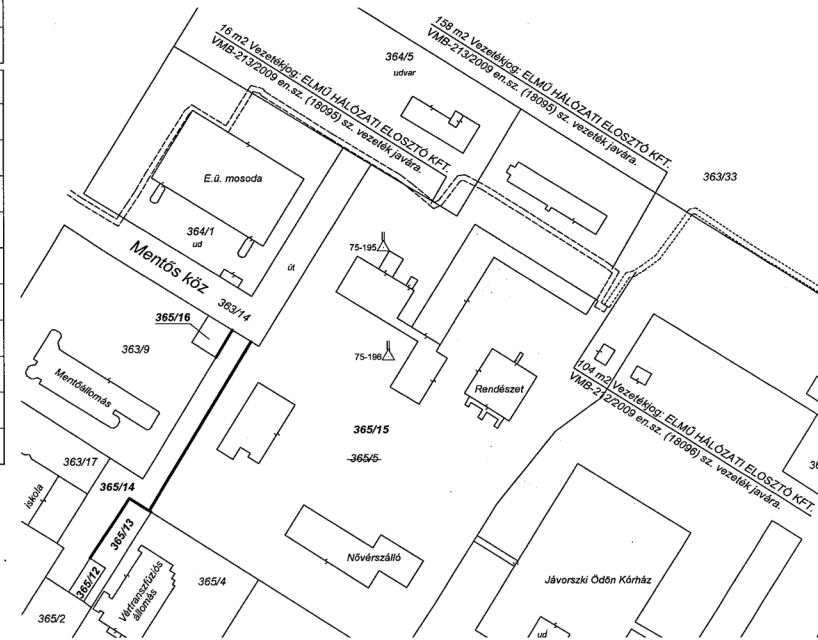 158 m2 Vezetékjog: ELMŰ HÁLÓZATI ELOSZTÓ KFT.
VMB-213/2009 en.sz. (18095) sz. vezeték javára.
16 m2 Vezetékjog: ELMŰ HÁLÓZATI ELOSZTÓ KFT.
VMB-213/2009 en.sz. (18095) sz. vezeték javára.
364/5
udvar
363/33
E.ü. mosoda
364/1
ud
Mentős köz
75-195
út
363/14
365/16
363/9
75-196
Mentőállomás
Rendészet
104 m2 Vezetékjog: ELMŰ HÁLÓZATI ELOSZTÓ KFT.
VMB-212/2009 en.sz. (18096) sz. vezeték javára.
365/15
365/5
363/17
365/14
iskola
365/13
Nővérszálló
365/12
Vértranszfúziós
állomás
365/4
Jávorszki Ödön Kórház
365/2
ud